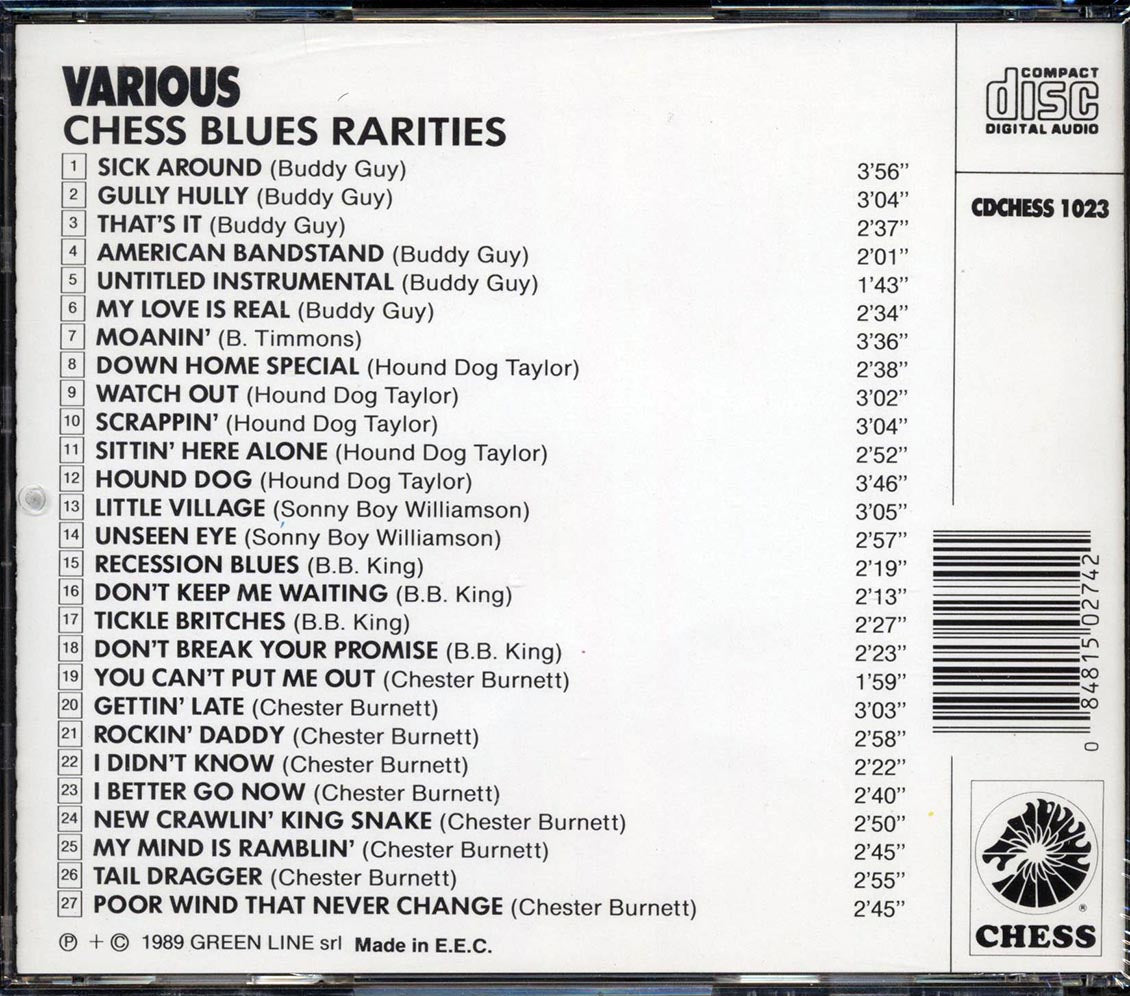 VARIOUS
CHESS BLUES RARITIES
1 SICK AROUND (Buddy Guy) 3'56"
2 GULLY HULLY (Buddy Guy) 3'04"
3 THAT'S IT (Buddy Guy) 2'37"
4 AMERICAN BANDSTAND (Buddy Guy) 2'01"
5 UNTITLED INSTRUMENTAL (Buddy Guy) 1'43"
6 MY LOVE IS REAL (Buddy Guy) 2'34"
7 MOANIN' (B. Timmons) 3'36"
8 DOWN HOME SPECIAL (Hound Dog Taylor) 2'38"
9 WATCH OUT (Hound Dog Taylor) 3'02"
10 SCRAPPIN' (Hound Dog Taylor) 3'04"
11 SITTIN' HERE ALONE (Hound Dog Taylor) 2'52"
12 HOUND DOG (Hound Dog Taylor) 3'46"
13 LITTLE VILLAGE (Sonny Boy Williamson) 3'05"
14 UNSEEN EYE (Sonny Boy Williamson) 2'57"
15 RECESSION BLUES (B.B. King) 2'19"
16 DON'T KEEP ME WAITING (B.B. King) 2'13"
17 TICKLE BRITCHES (B.B. King) 2'27"
18 DON'T BREAK YOUR PROMISE (B.B. King) 2'23"
19 YOU CAN'T PUT ME OUT (Chester Burnett) 1'59"
20 GETTIN' LATE (Chester Burnett) 3'03"
21 ROCKIN' DADDY (Chester Burnett) 2'58"
22 I DIDN'T KNOW (Chester Burnett) 2'22"
23 I BETTER GO NOW (Chester Burnett) 2'40"
24 NEW CRAWLIN' KING SNAKE (Chester Burnett) 2'50"
25 MY MIND IS RAMBLIN' (Chester Burnett) 2'45"
26 TAIL DRAGGER (Chester Burnett) 2'55"
27 POOR WIND THAT NEVER CHANGE (Chester Burnett) 2'45"
℗ + © 1989 GREEN LINE srl Made in E.E.C.
COMPACT
disc
DIGITAL AUDIO
CDCHESS 1023
0 84815 02742
®
CHESS